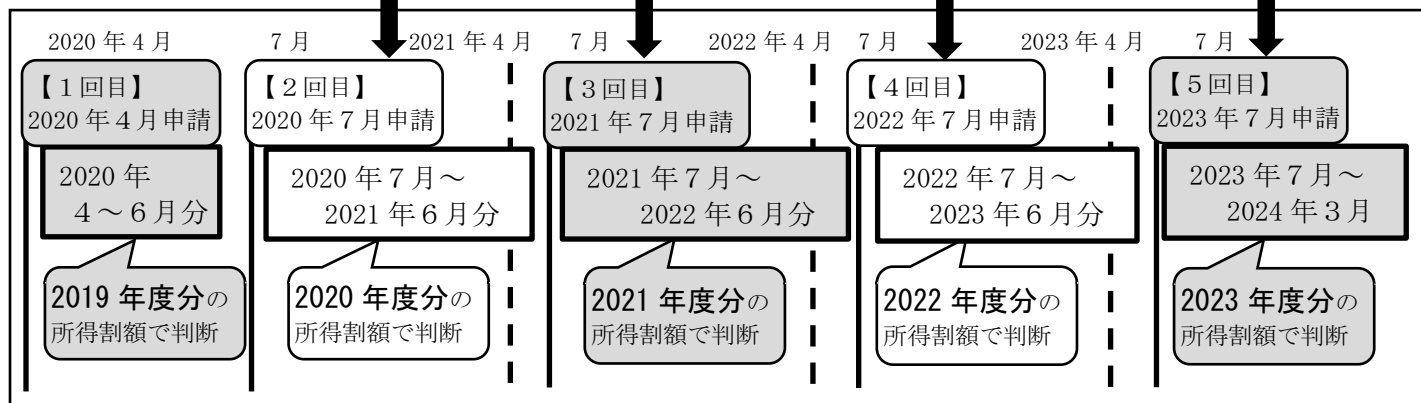 2020年4月
7月
2021年4月
7月
2022年4月
7月
2023年4月
7月
【1回目】
2020年4月申請
【2回目】
2020年7月申請
【3回目】
2021年7月申請
【4回目】
2022年7月申請
【5回目】
2023年7月申請
2020年
4～6月分
2020年7月～
2021年6月分
2021年7月～
2022年6月分
2022年7月～
2023年6月分
2023年7月～
2024年3月
2019年度分の
所得割額で判断
2020年度分の
所得割額で判断
2021年度分の
所得割額で判断
2022年度分の
所得割額で判断
2023年度分の
所得割額で判断